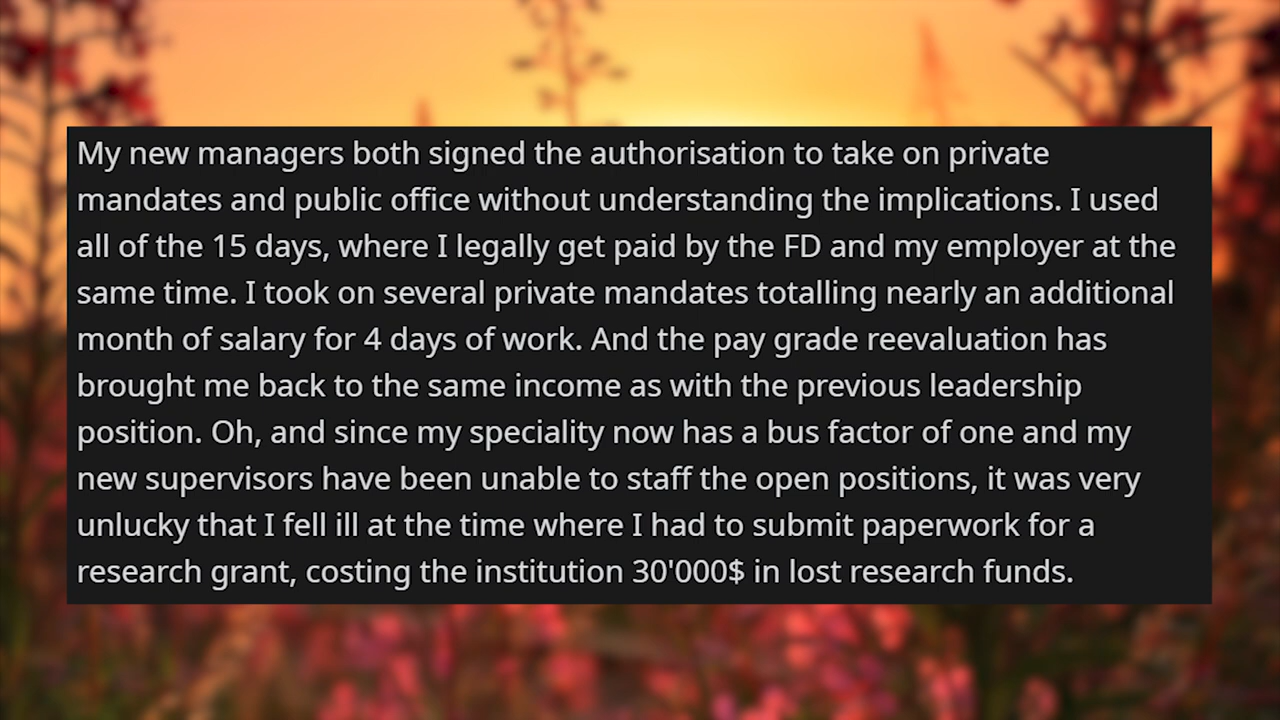 My new managers both signed the authorisation to take on private
mandates and public office without understanding the implications. I used
all of the 15 days, where I legally get paid by the FD and my employer at the
same time. I took on several private mandates totalling nearly an additional
month of salary for 4 days of work. And the pay grade reevaluation has
brought me back to the same income as with the previous leadership
position. Oh, and since my speciality now has a bus factor of one and my
new supervisors have been unable to staff the open positions, it was very
unlucky that I fell ill at the time where I had to submit paperwork for a
research grant, costing the institution 30'000$ in lost research funds.